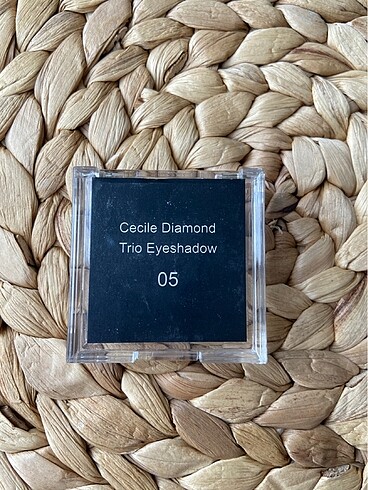 Cecile Diamond
Trio Eyeshadow
05